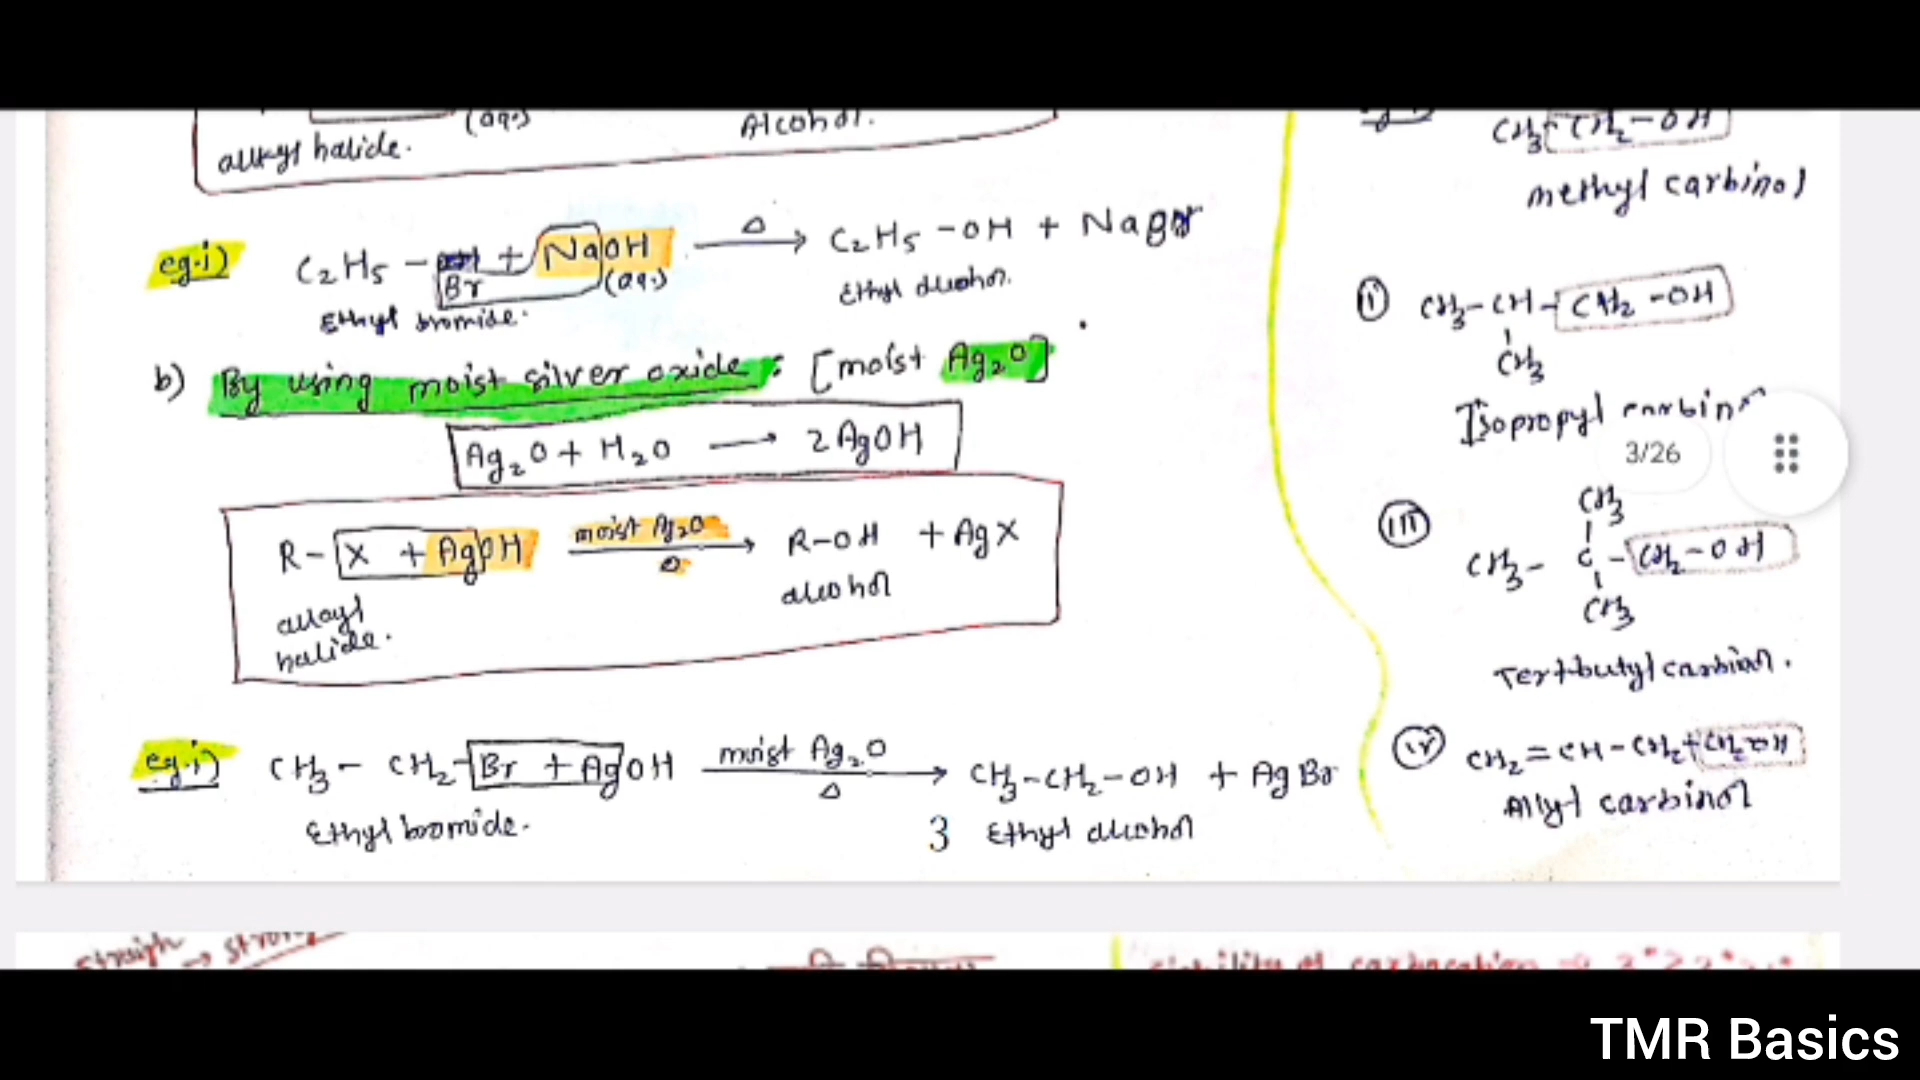 (aq.)
Alcohol.
alkyl halide.
eg.i) C₂H₅ - Br + NaOH (aq.) Δ → C₂H₅ -OH + NaBr
Ethyl bromide.
Ethyl alcohol.
b) By using moist silver oxide : [moist Ag₂O]
Ag₂O + H₂O → 2AgOH
R - X + AgOH moist Ag₂O Δ → R-OH + AgX
alkyl halide.
alcohol
eg.i) CH₃ - CH₂ - Br + AgOH moist Ag₂O Δ → CH₃-CH₂-OH + AgBr
Ethyl bromide.
3 Ethyl alcohol
CH₃ - CH₂-OH
methyl carbinol
ii) CH₃-CH-CH₂-OH
CH₃
Isopropyl
3/26
iii) CH₃
CH₃ - C - CH₂-OH
CH₃
Tertbutyl carbinol.
iv) CH₂=CH-CH₂+CH₂OH
Allyl carbinol
→ strong
of carbocation
TMR Basics